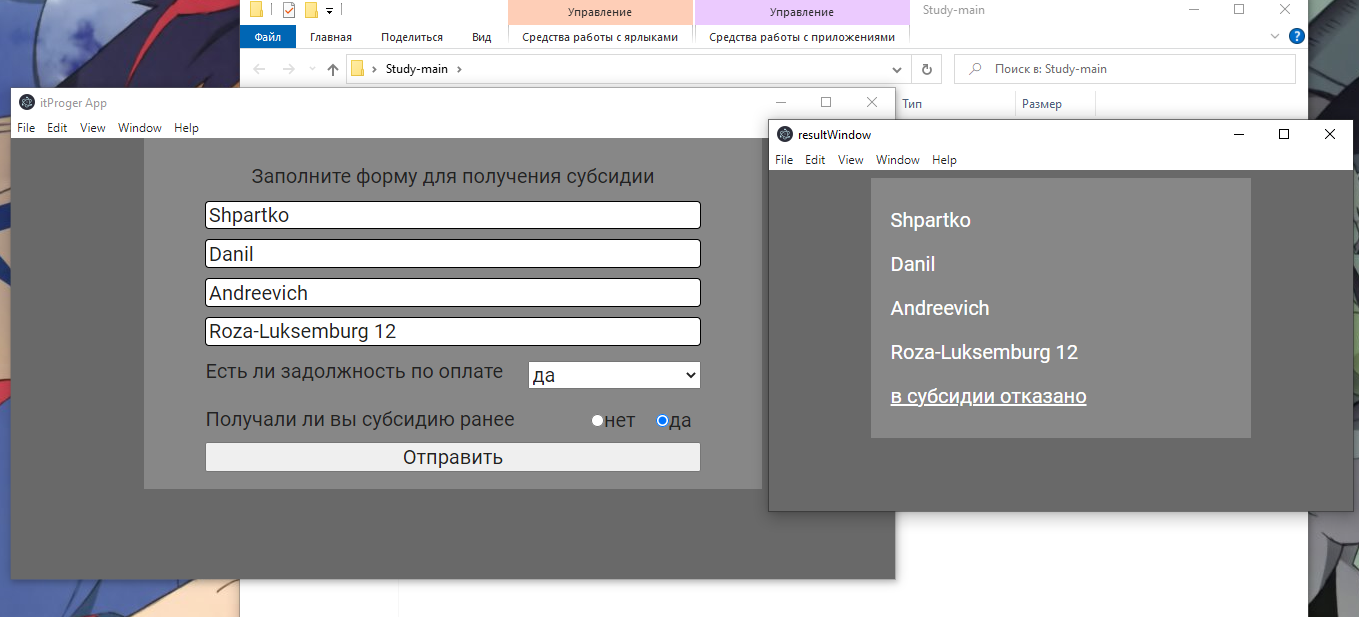 Управление
Управление
Study-main
Файл
Главная
Поделиться
Вид
Средства работы с ярлыками
Средства работы с приложениями
?
Study-main
Поиск в: Study-main
Тип
Размер
itProger App
File Edit View Window Help
Заполните форму для получения субсидии
Shpartko
Danil
Andreevich
Roza-Luksemburg 12
Есть ли задолжность по оплате
да
Получали ли вы субсидию ранее
нет
да
Отправить
resultWindow
File Edit View Window Help
Shpartko
Danil
Andreevich
Roza-Luksemburg 12
в субсидии отказано